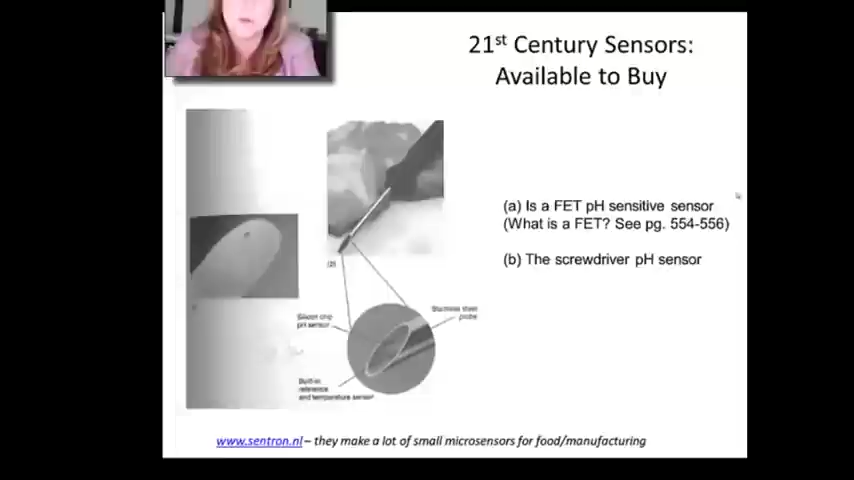 21st Century Sensors:
Available to Buy
(a) Is a FET pH sensitive sensor
(What is a FET? See pg. 554-556)
(b) The screwdriver pH sensor
Silicon chip
pH sensor
Stainless steel
probe
Built-in
reference
and temperature sensor
www.sentron.nl – they make a lot of small microsensors for food/manufacturing